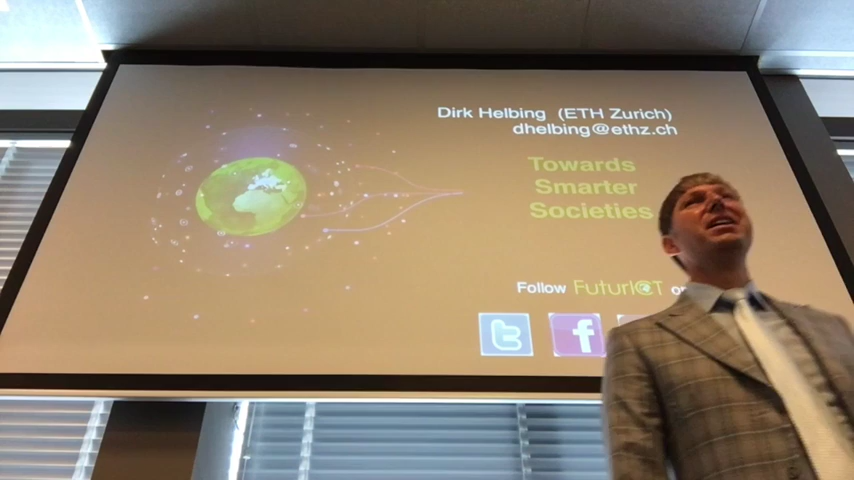 Dirk Helbing (ETH Zurich)
dhelbing@ethz.ch
Towards
Smarter
Societies
Follow FuturICT